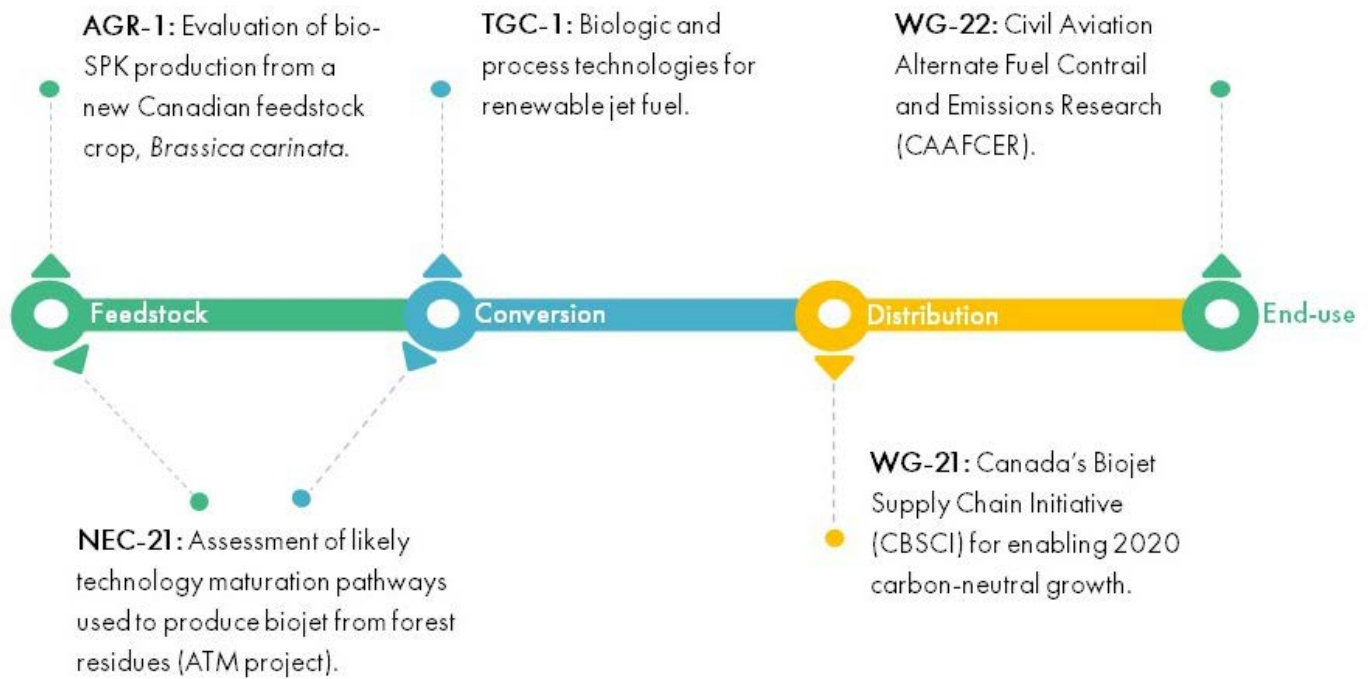 AGR-1: Evaluation of bio-
SPK production from a
new Canadian feedstock
crop, Brassica carinata.
TGC-1: Biologic and
process technologies for
renewable jet fuel.
WG-22: Civil Aviation
Alternate Fuel Contrail
and Emissions Research
(CAAFCER).
Feedstock
Conversion
Distribution
End-use
NEC-21: Assessment of likely
technology maturation pathways
used to produce biojet from forest
residues (ATM project).
WG-21: Canada's Biojet
Supply Chain Initiative
(CBSCI) for enabling 2020
carbon-neutral growth.